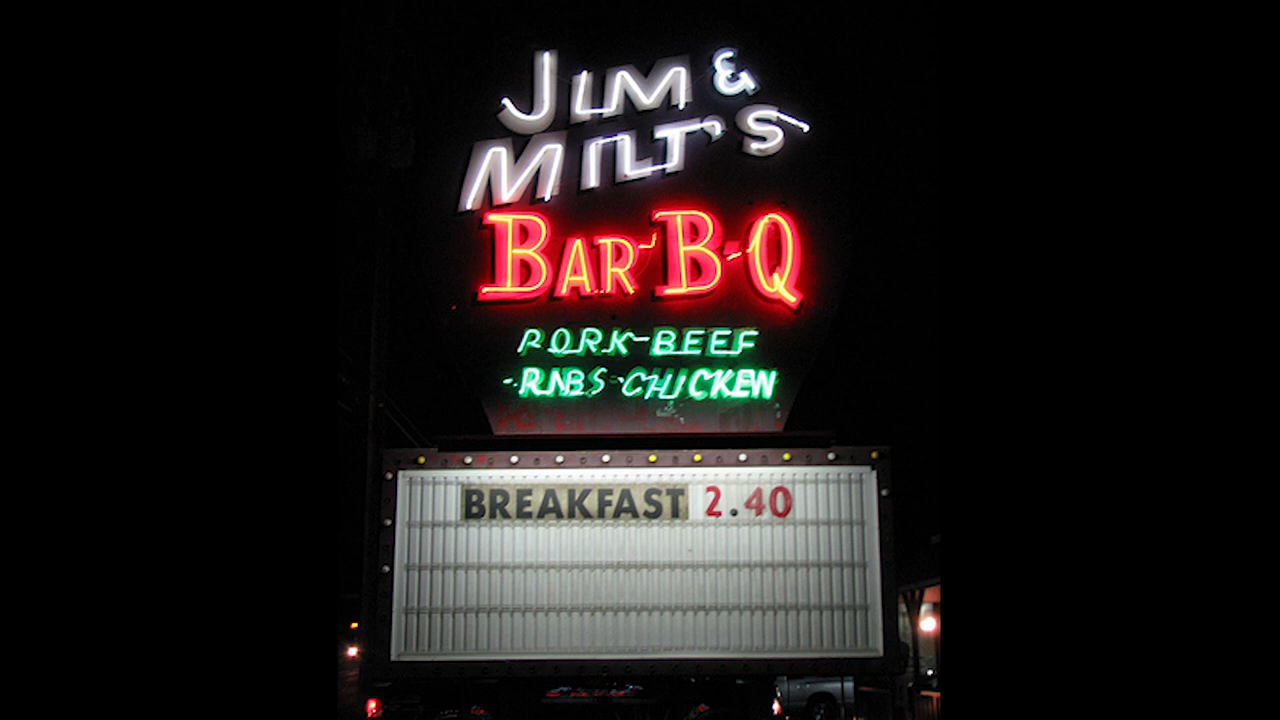 JIM &
MILT'S
BAR-B-Q
PORK-BEEF
-RIBS-CHICKEN
BREAKFAST 2.40